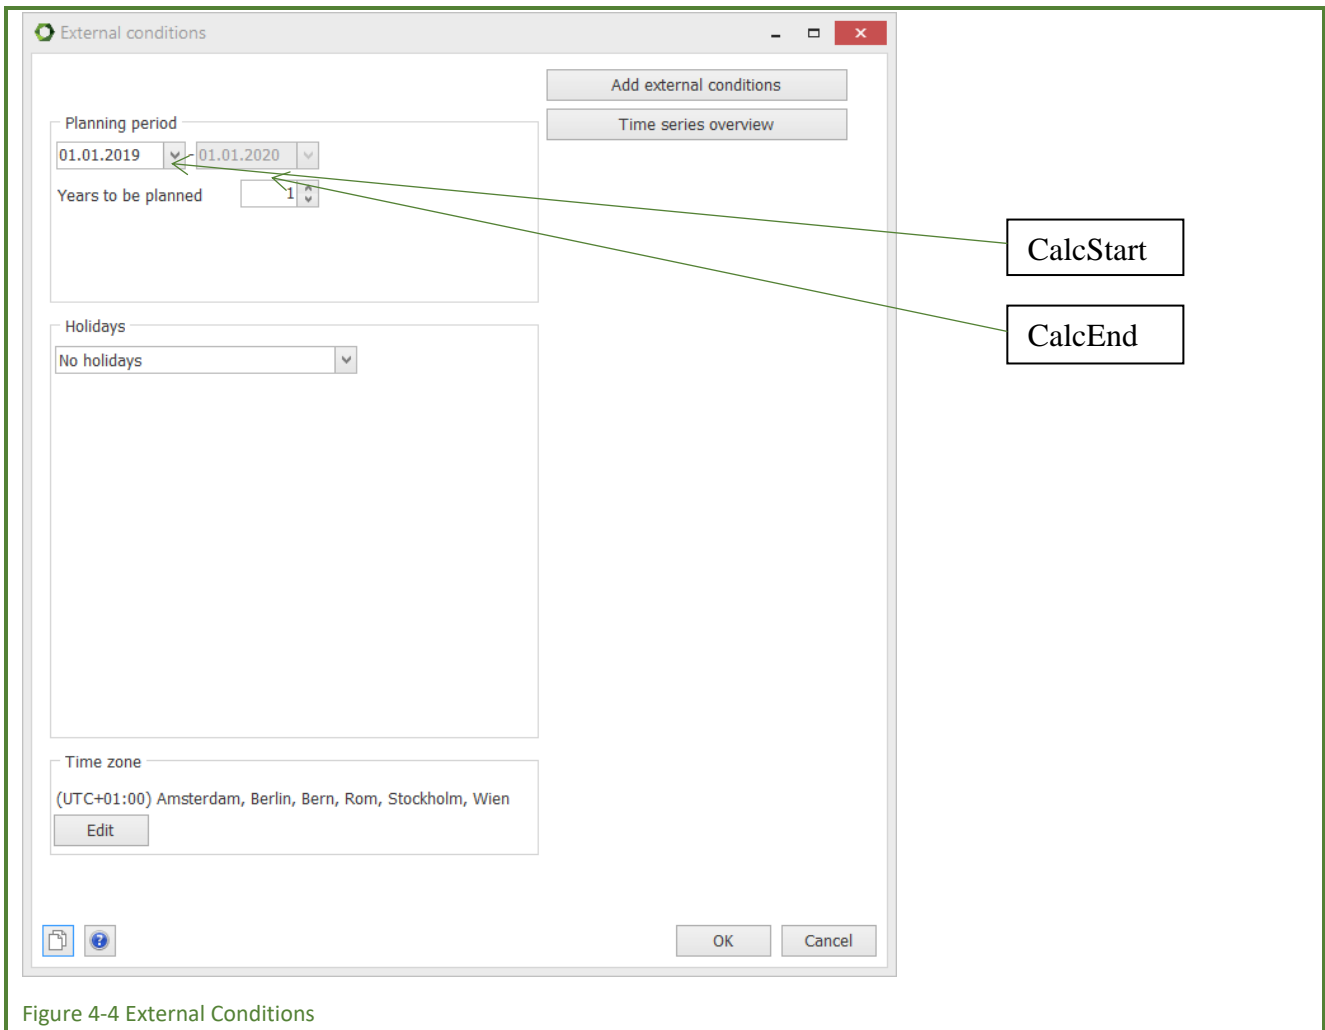 External conditions
Add external conditions
Time series overview
Planning period
01.01.2019 - 01.01.2020
Years to be planned 1
CalcStart
CalcEnd
Holidays
No holidays
Time zone
(UTC+01:00) Amsterdam, Berlin, Bern, Rom, Stockholm, Wien
Edit
OK Cancel
Figure 4-4 External Conditions